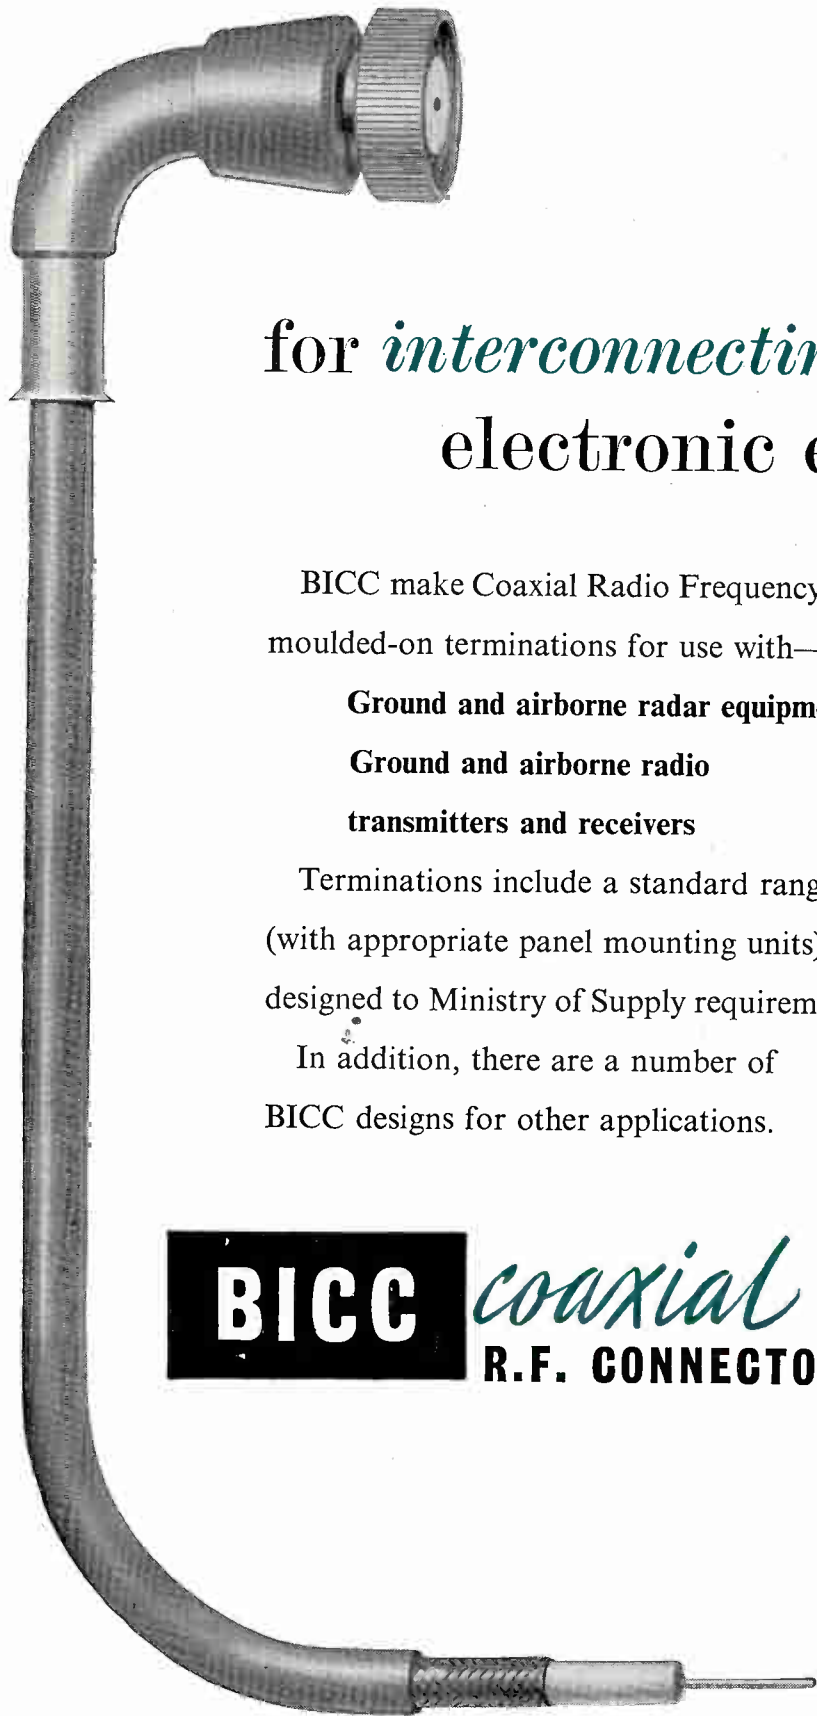 for interconnectin
electronic e
BICC make Coaxial Radio Frequency
moulded-on terminations for use with—
Ground and airborne radar equipm
Ground and airborne radio
transmitters and receivers
Terminations include a standard rang
(with appropriate panel mounting units)
designed to Ministry of Supply requirem
In addition, there are a number of
BICC designs for other applications.
BICC coaxial
R.F. CONNECTO